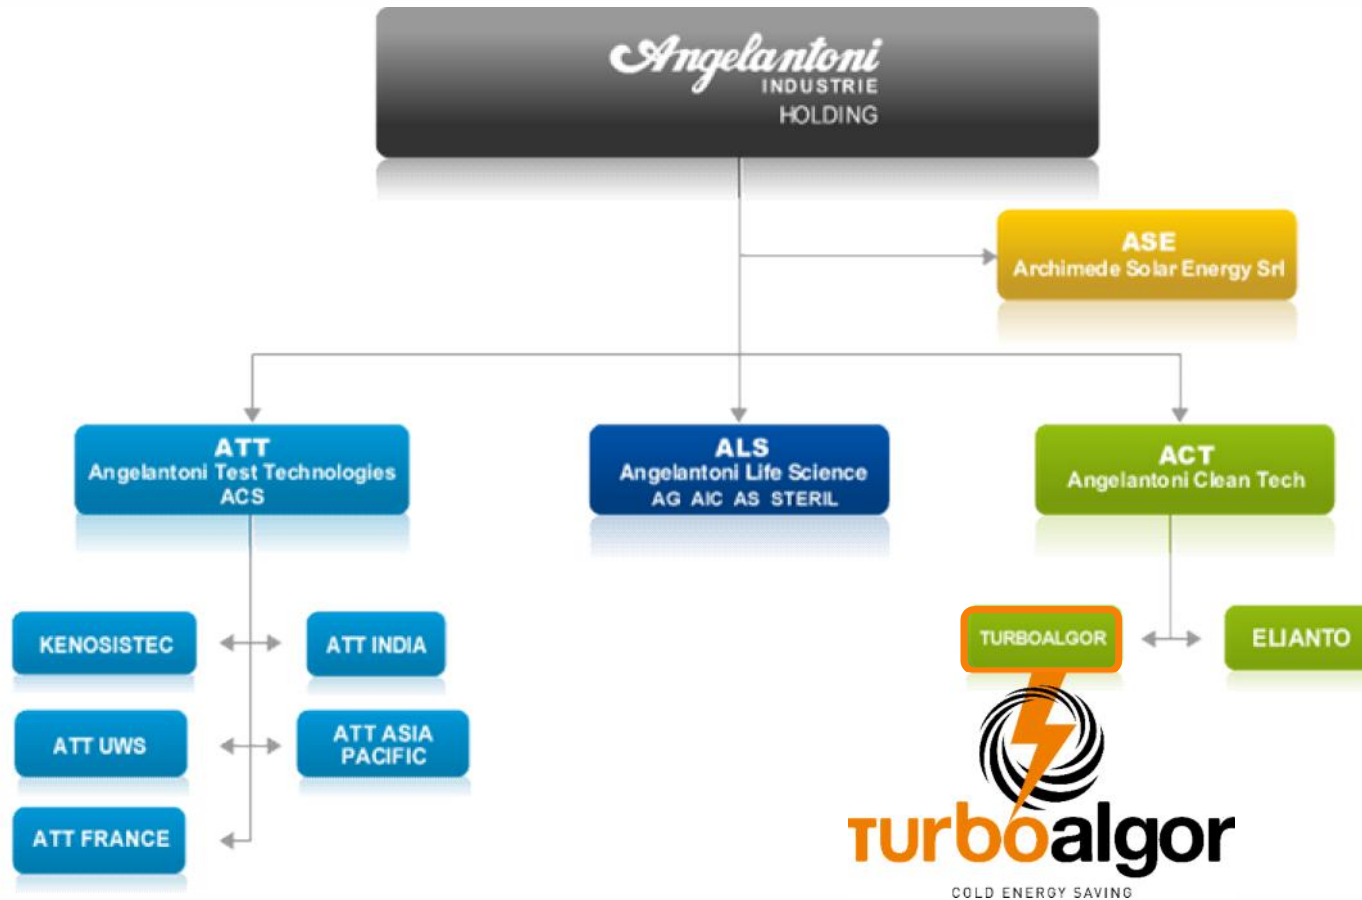 Angelantoni
INDUSTRIE
HOLDING
ASE
Archimede Solar Energy Srl
ATT
Angelantoni Test Technologies
ACS
ALS
Angelantoni Life Science
AG AIC AS STERIL
ACT
Angelantoni Clean Tech
KENOSISTEC
ATT INDIA
TURBOALGOR
ELIANTO
ATT UWS
ATT ASIA
PACIFIC
ATT FRANCE
Turboalgor
COLD ENERGY SAVING